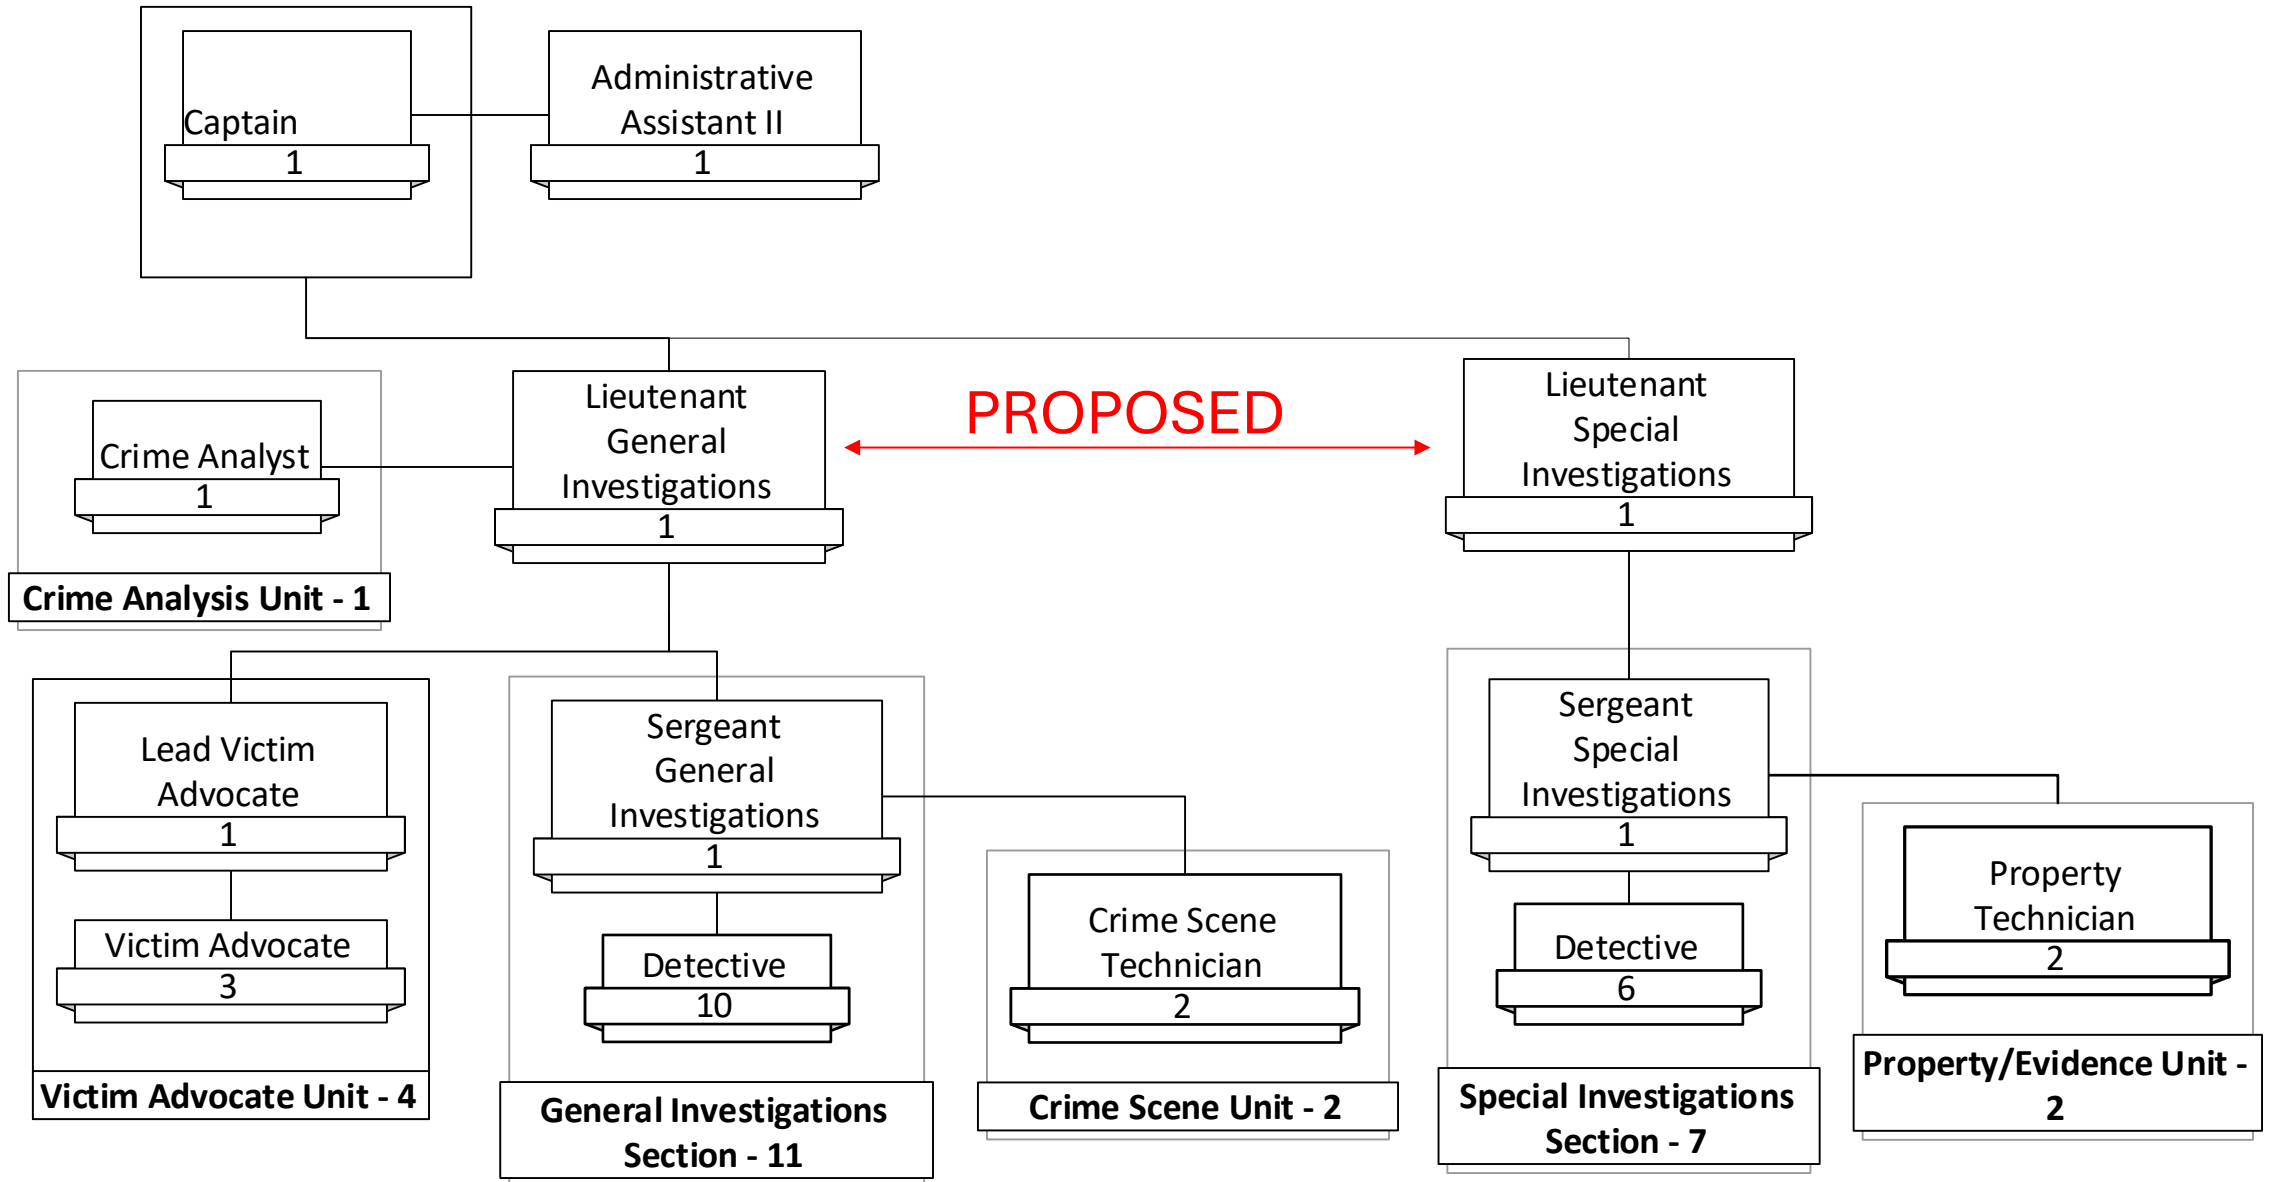 Captain
1
Administrative
Assistant II
1
Crime Analyst
1
Crime Analysis Unit - 1
Lieutenant
General
Investigations
1
PROPOSED
Lieutenant
Special
Investigations
1
Lead Victim
Advocate
1
Victim Advocate
3
Victim Advocate Unit - 4
Sergeant
General
Investigations
1
Detective
10
General Investigations
Section - 11
Crime Scene
Technician
2
Crime Scene Unit - 2
Sergeant
Special
Investigations
1
Detective
6
Special Investigations
Section - 7
Property
Technician
2
Property/Evidence Unit -
2